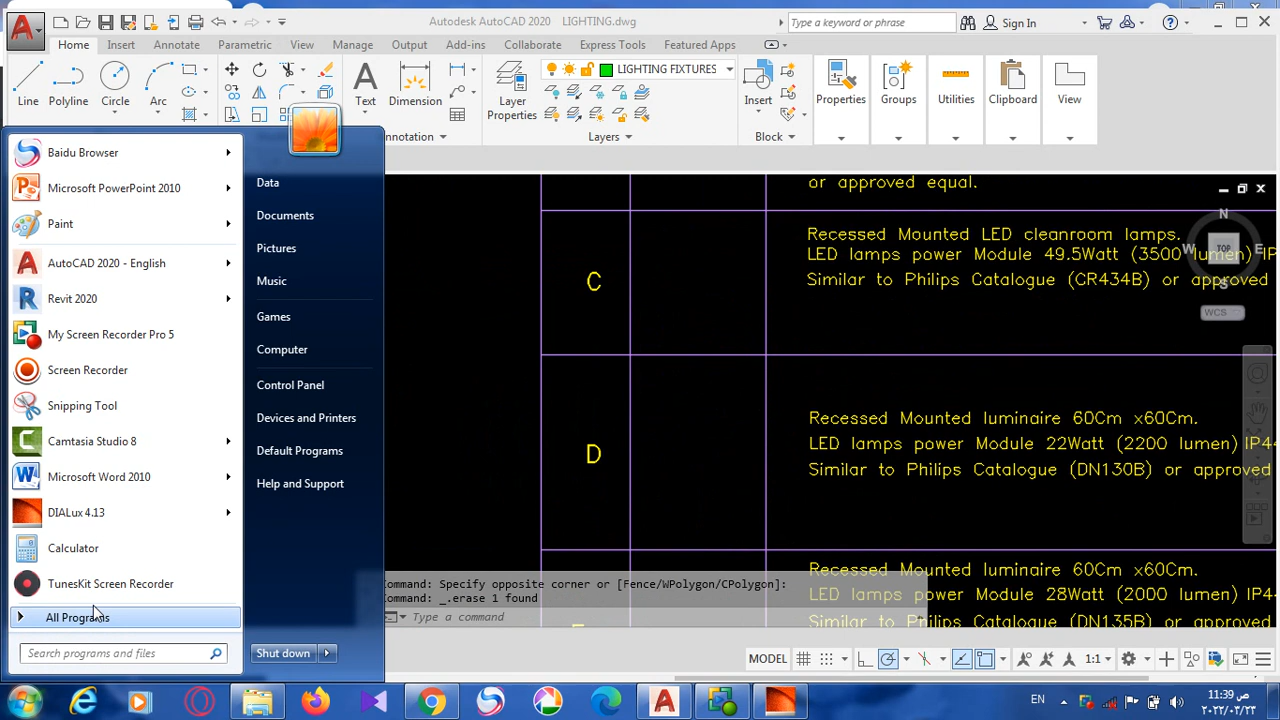 Autodesk AutoCAD 2020 LIGHTING.dwg
Type a keyword or phrase
Sign In
Home Insert Annotate Parametric View Manage Output Add-ins Collaborate Express Tools Featured Apps
Line Polyline Circle Arc
Text Dimension
Layer Properties
LIGHTING FIXTURES
Insert
Properties Groups Utilities Clipboard View
Layers
Block
Baidu Browser
Microsoft PowerPoint 2010
Paint
AutoCAD 2020 - English
Revit 2020
My Screen Recorder Pro 5
Screen Recorder
Snipping Tool
Camtasia Studio 8
Microsoft Word 2010
DIALux 4.13
Calculator
TunesKit Screen Recorder
All Programs
Search programs and files
Data
Documents
Pictures
Music
Games
Computer
Control Panel
Devices and Printers
Default Programs
Help and Support
Shut down
or approved equal.
C
Recessed Mounted LED cleanroom lamps.
LED lamps power Module 49.5Watt (3500 lumen) IP
Similar to Philips Catalogue (CR434B) or approved
D
Recessed Mounted luminaire 60Cm x60Cm.
LED lamps power Module 22Watt (2200 lumen) IP4
Similar to Philips Catalogue (DN130B) or approved
Recessed Mounted luminaire 60Cm x60Cm.
LED lamps power Module 28Watt (2000 lumen) IP4
Similar to Philips Catalogue (DN135B) or approved
N
W TOP E
S
WCS
Command: Specify opposite corner or [Fence/WPolygon/CPolygon]:
Command: _.erase 1 found
Type a command
MODEL
1:1
EN
11:39 ص
٢٠٢٢/٠٣/٢٣